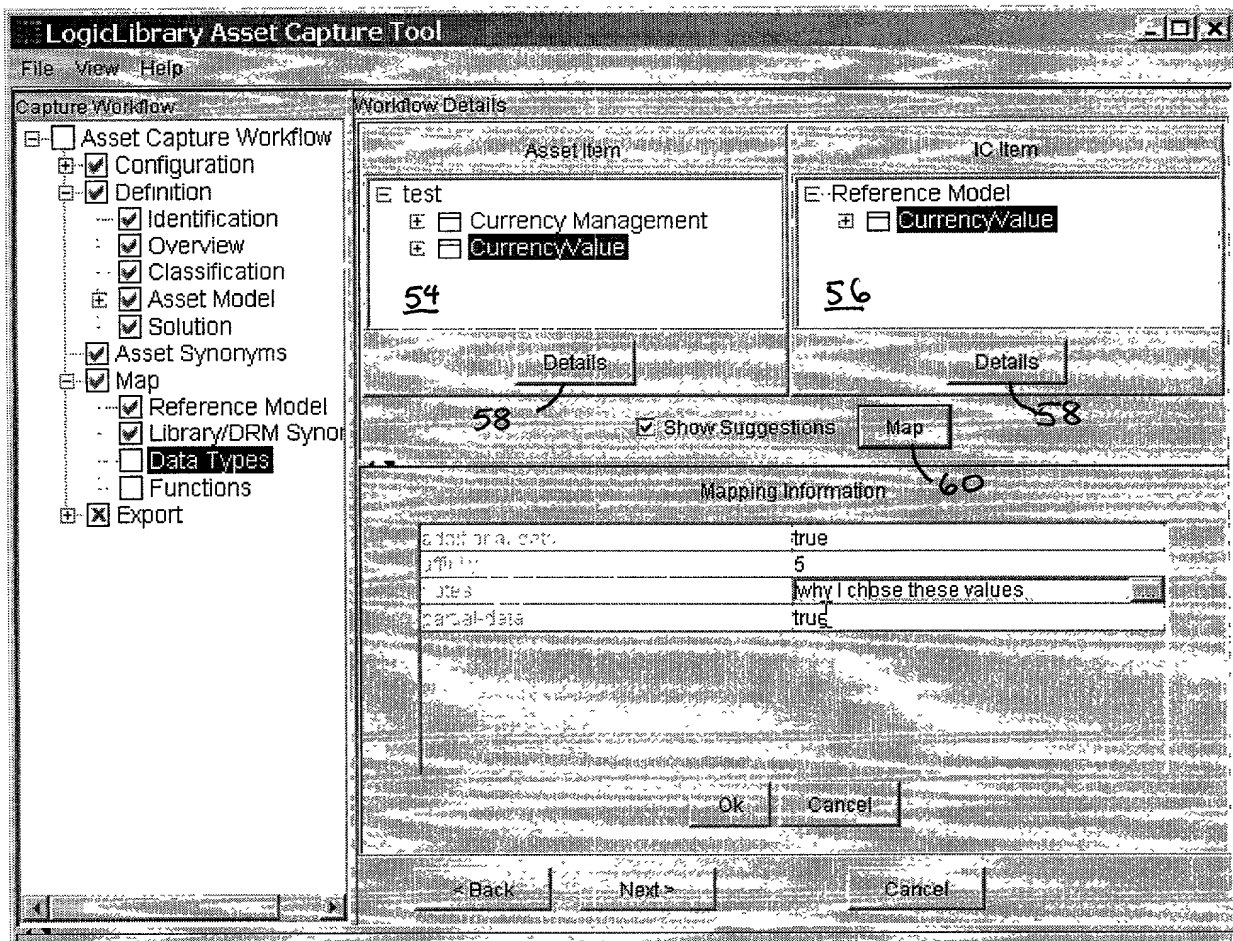 LogicLibrary Asset Capture Tool
File View Help
Capture Workflow
Asset Capture Workflow
Configuration
Definition
Identification
Overview
Classification
Asset Model
Solution
Asset Synonyms
Map
Reference Model
Library/DRM Synor
Data Types
Functions
Export
Workflow Details
Asset Item
IC Item
test
Currency Management
CurrencyValue
54
Reference Model
CurrencyValue
56
Details
Details
58
58
Show Suggestions
Map
60
Mapping Information
true
5
why I chose these values
partial-data
true
Ok
Cancel
< Back
Next >
Cancel